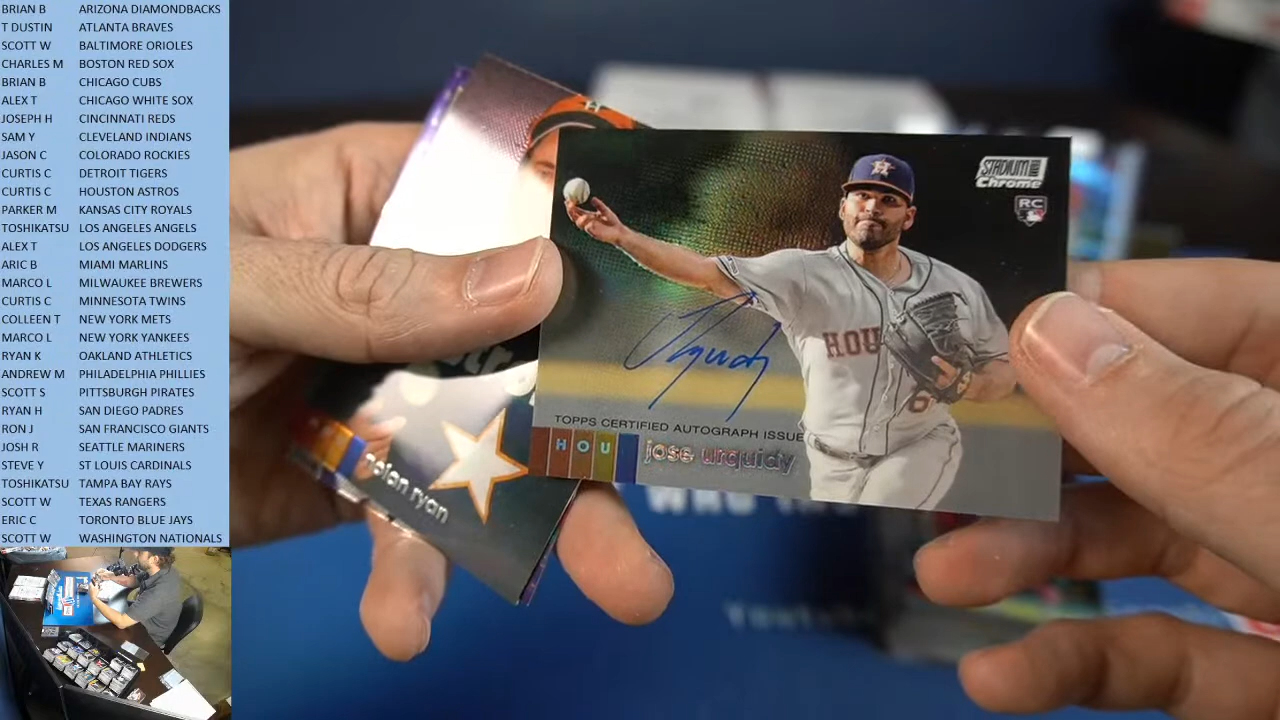 BRIAN B ARIZONA DIAMONDBACKS
T DUSTIN ATLANTA BRAVES
SCOTT W BALTIMORE ORIOLES
CHARLES M BOSTON RED SOX
BRIAN B CHICAGO CUBS
ALEX T CHICAGO WHITE SOX
JOSEPH H CINCINNATI REDS
SAM Y CLEVELAND INDIANS
JASON C COLORADO ROCKIES
CURTIS C DETROIT TIGERS
CURTIS C HOUSTON ASTROS
PARKER M KANSAS CITY ROYALS
TOSHIKATSU LOS ANGELES ANGELS
ALEX T LOS ANGELES DODGERS
ARIC B MIAMI MARLINS
MARCO L MILWAUKEE BREWERS
CURTIS C MINNESOTA TWINS
COLLEEN T NEW YORK METS
MARCO L NEW YORK YANKEES
RYAN K OAKLAND ATHLETICS
ANDREW M PHILADELPHIA PHILLIES
SCOTT S PITTSBURGH PIRATES
RYAN H SAN DIEGO PADRES
RON J SAN FRANCISCO GIANTS
JOSH R SEATTLE MARINERS
STEVE Y ST LOUIS CARDINALS
TOSHIKATSU TAMPA BAY RAYS
SCOTT W TEXAS RANGERS
ERIC C TORONTO BLUE JAYS
SCOTT W WASHINGTON NATIONALS
STADIUM CLUB
Chrome
RC
H
HOU
6
Urquidy
TOPPS CERTIFIED AUTOGRAPH ISSUE
HOU jose urquidy
nolan ryan